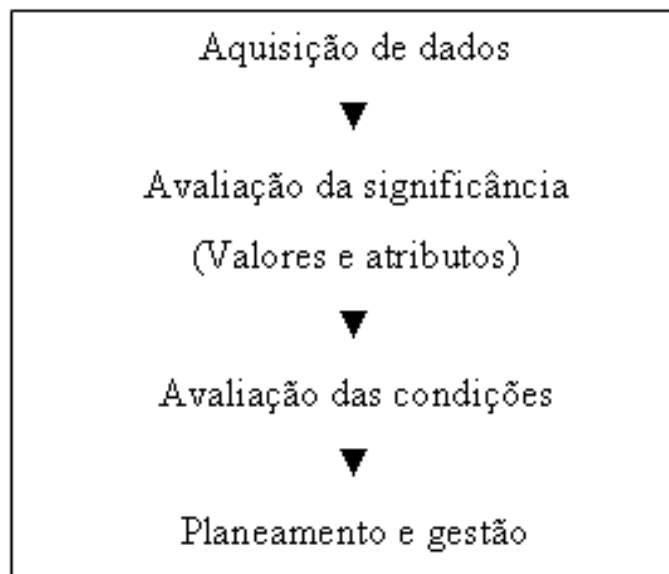 Aquisição de dados
Avaliação da significância
(Valores e atributos)
Avaliação das condições
Planeamento e gestão